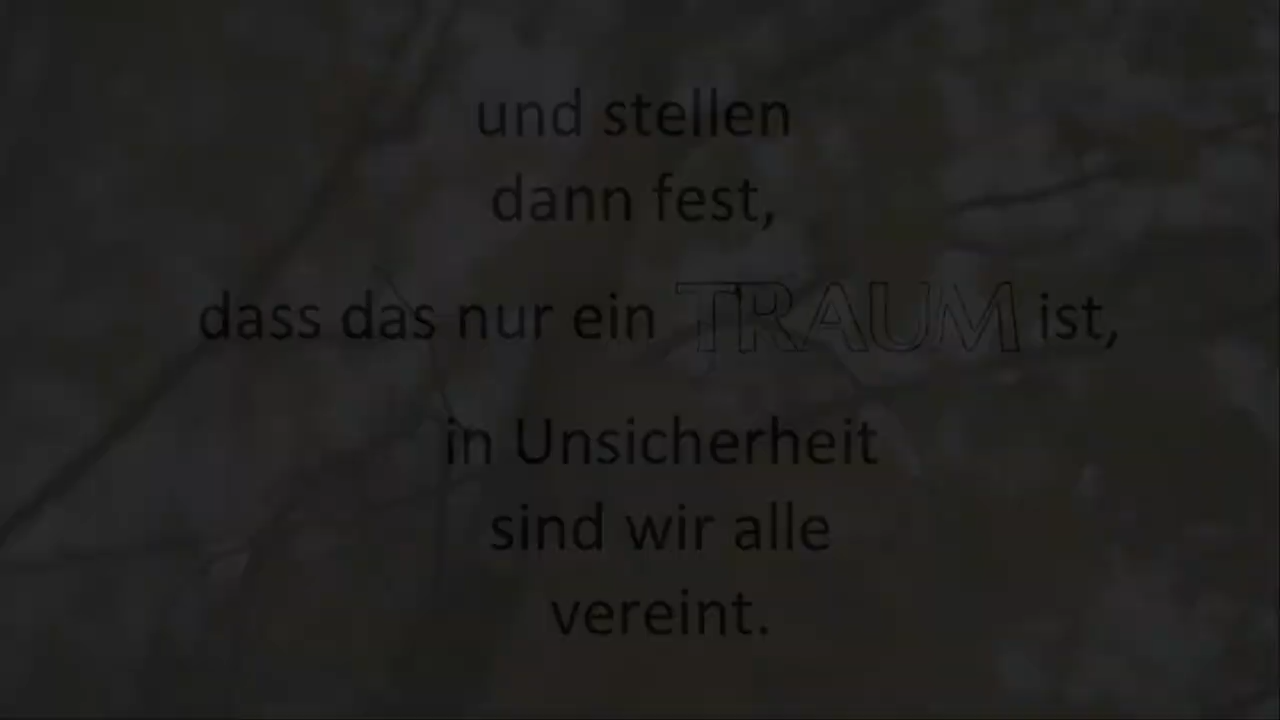 und stellen
dann fest,
dass das nur ein TRAUM ist,
in Unsicherheit
sind wir alle
vereint.